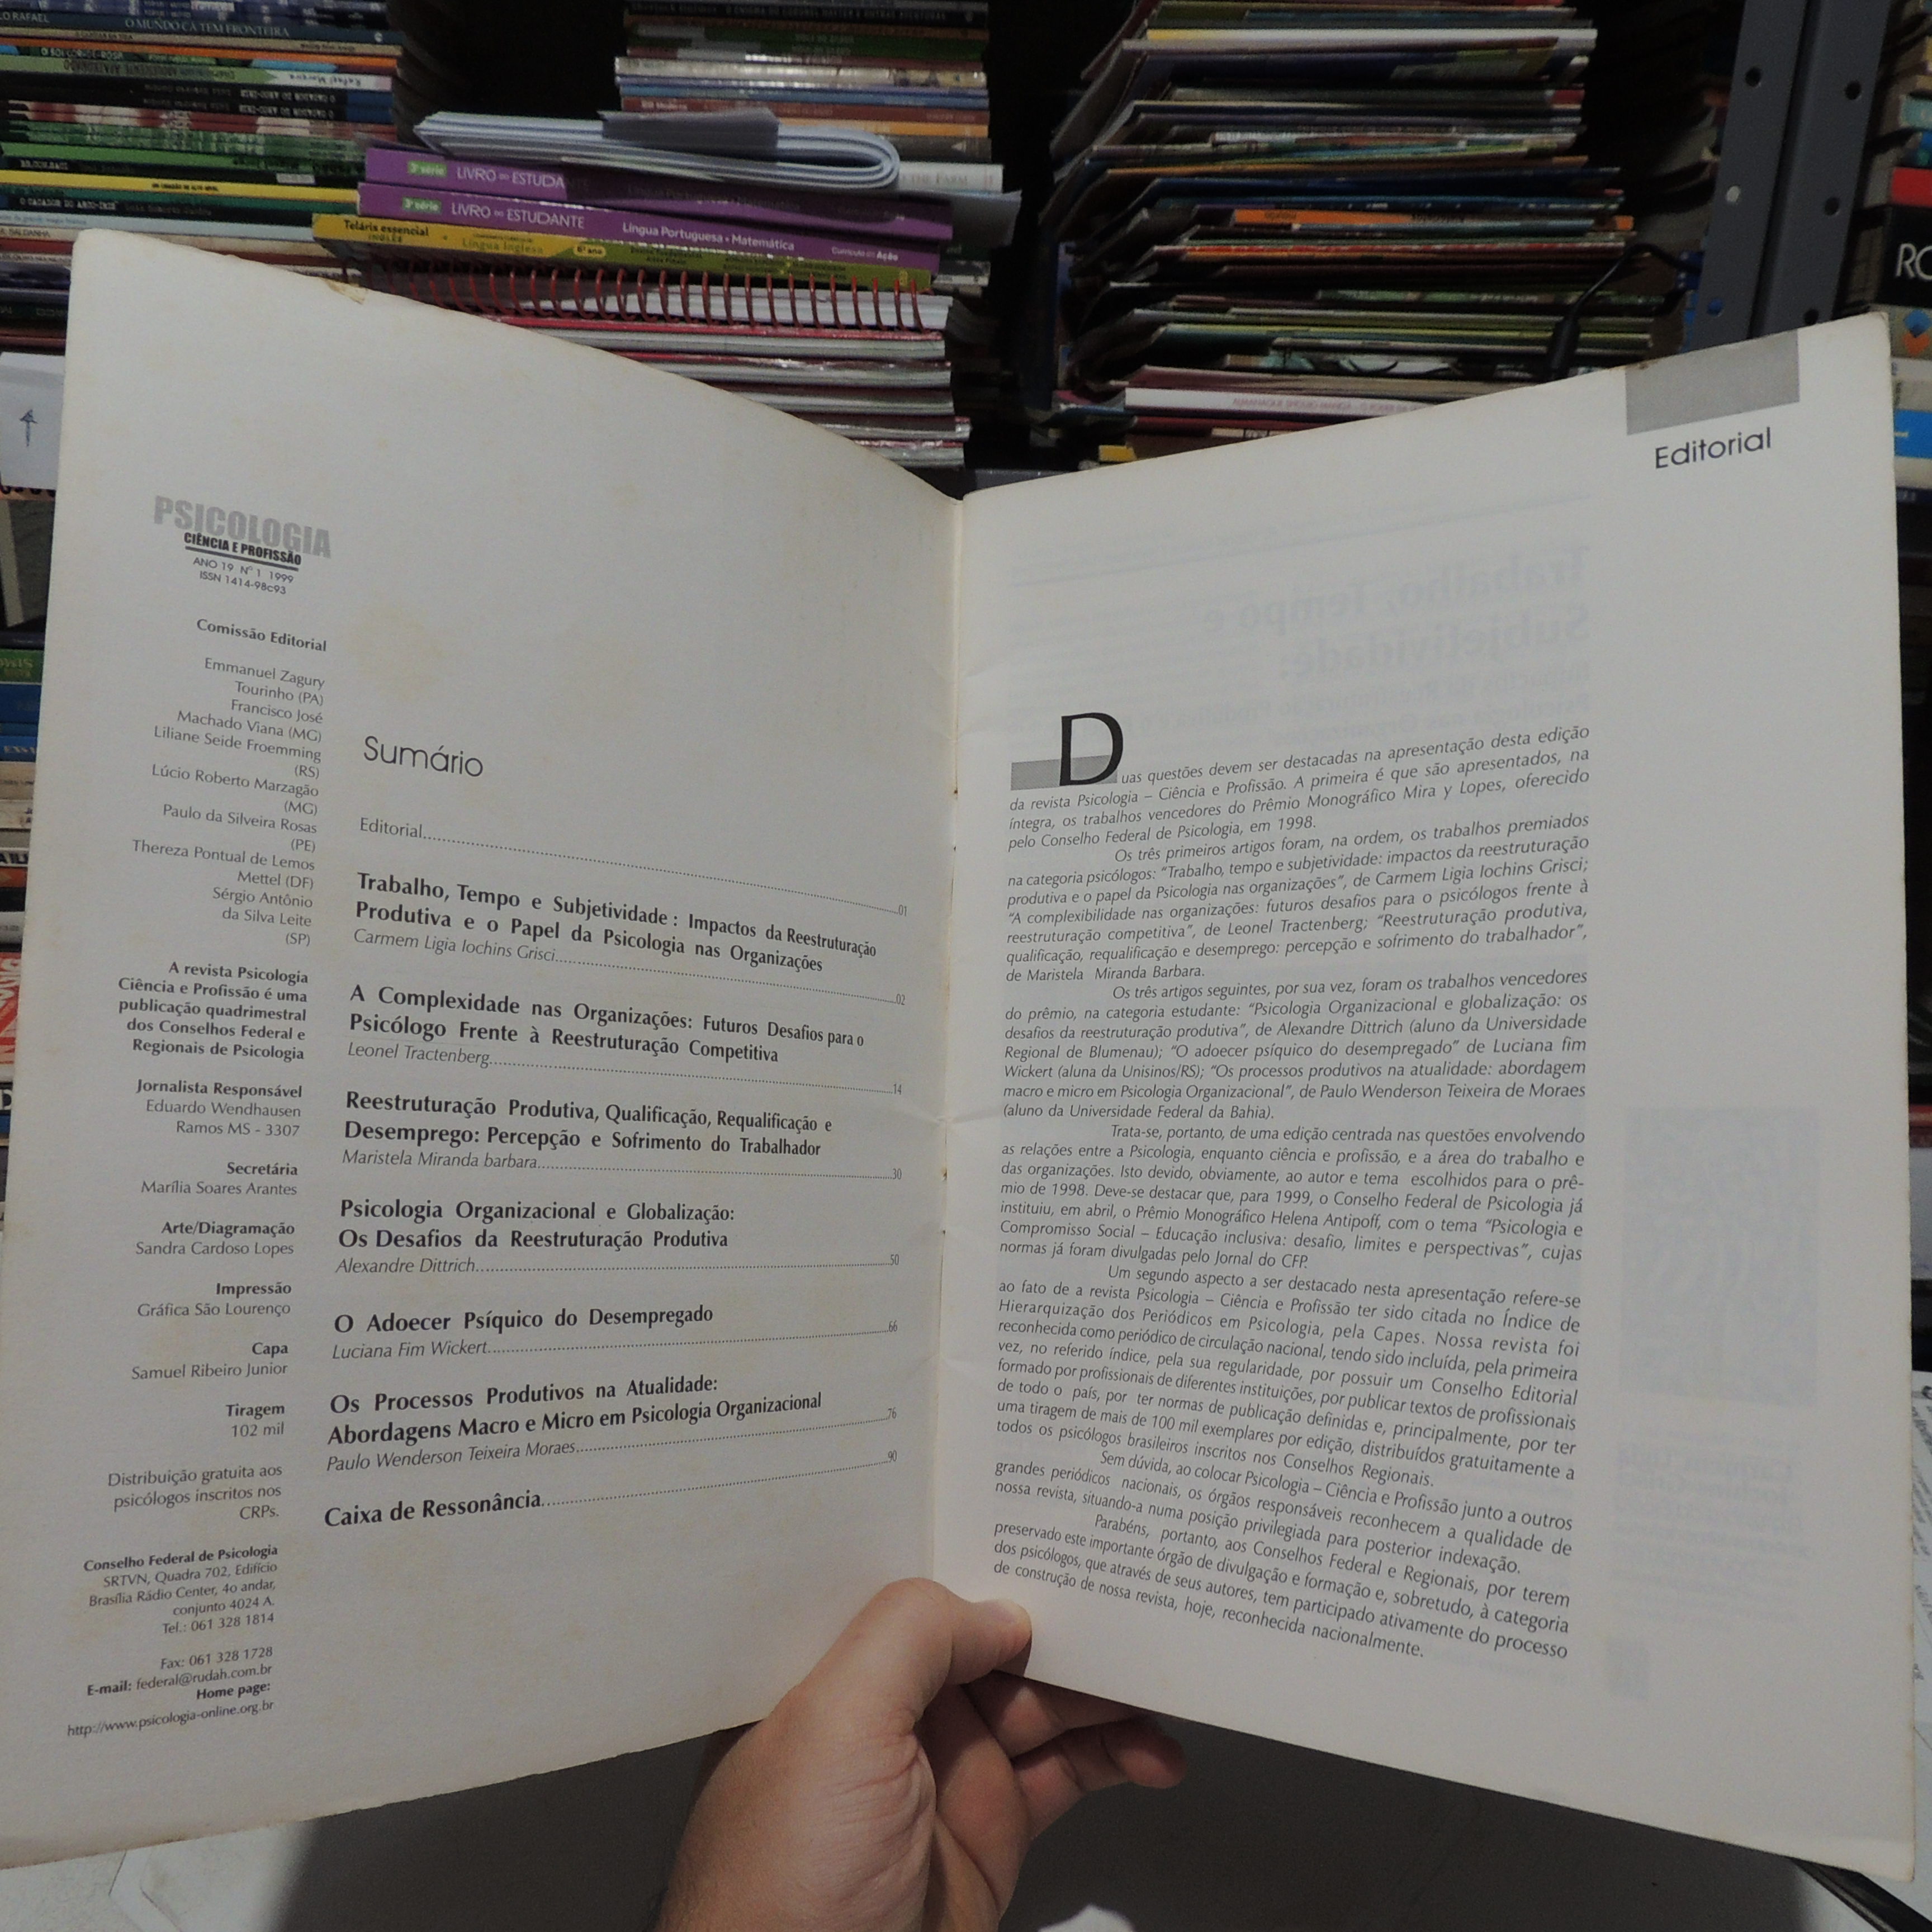 O MUNDO CÁ TEM FRONTEIRA
3ª série LIVRO DO ESTUDA
3ª série LIVRO DO ESTUDANTE Língua Portuguesa • Matemática Currículo em Ação
Teláris essencial
INGLÊS
Língua Inglesa
6º ano
PSICOLOGIA
CIÊNCIA E PROFISSÃO
ANO 19 Nº 1 1999
ISSN 1414-98c93
Comissão Editorial
Emmanuel Zagury
Tourinho (PA)
Francisco José
Machado Viana (MG)
Liliane Seide Froemming
(RS)
Lúcio Roberto Marzagão
(MG)
Paulo da Silveira Rosas
(PE)
Thereza Pontual de Lemos
Mettel (DF)
Sérgio Antônio
da Silva Leite
(SP)
A revista Psicologia
Ciência e Profissão é uma
publicação quadrimestral
dos Conselhos Federal e
Regionais de Psicologia
Jornalista Responsável
Eduardo Wendhausen
Ramos MS - 3307
Secretária
Marília Soares Arantes
Arte/Diagramação
Sandra Cardoso Lopes
Impressão
Gráfica São Lourenço
Capa
Samuel Ribeiro Junior
Tiragem
102 mil
Distribuição gratuita aos
psicólogos inscritos nos
CRPs.
Conselho Federal de Psicologia
SRTVN, Quadra 702, Edifício
Brasília Rádio Center, 4o andar,
conjunto 4024 A.
Tel.: 061 328 1814
Fax: 061 328 1728
E-mail: federal@rudah.com.br
Home page:
http://www.psicologia-online.org.br
Sumário
Editorial....................01
Trabalho, Tempo e Subjetividade : Impactos da Reestruturação
Produtiva e o Papel da Psicologia nas Organizações
Carmem Ligia Iochins Grisci....................02
A Complexidade nas Organizações: Futuros Desafios para o
Psicólogo Frente à Reestruturação Competitiva
Leonel Tractenberg....................14
Reestruturação Produtiva, Qualificação, Requalificação e
Desemprego: Percepção e Sofrimento do Trabalhador
Maristela Miranda barbara....................30
Psicologia Organizacional e Globalização:
Os Desafios da Reestruturação Produtiva
Alexandre Dittrich....................50
O Adoecer Psíquico do Desempregado
Luciana Fim Wickert....................66
Os Processos Produtivos na Atualidade:
Abordagens Macro e Micro em Psicologia Organizacional
Paulo Wenderson Teixeira Moraes....................76
Caixa de Ressonância....................90
Editorial
Duas questões devem ser destacadas na apresentação desta edição
da revista Psicologia – Ciência e Profissão. A primeira é que são apresentados, na
íntegra, os trabalhos vencedores do Prêmio Monográfico Mira y Lopes, oferecido
pelo Conselho Federal de Psicologia, em 1998.
Os três primeiros artigos foram, na ordem, os trabalhos premiados
na categoria psicólogos: "Trabalho, tempo e subjetividade: impactos da reestruturação
produtiva e o papel da Psicologia nas organizações", de Carmem Ligia Iochins Grisci;
"A complexibilidade nas organizações: futuros desafios para o psicólogos frente à
reestruturação competitiva", de Leonel Tractenberg; "Reestruturação produtiva,
qualificação, requalificação e desemprego: percepção e sofrimento do trabalhador",
de Maristela Miranda Barbara.
Os três artigos seguintes, por sua vez, foram os trabalhos vencedores
do prêmio, na categoria estudante: "Psicologia Organizacional e globalização: os
desafios da reestruturação produtiva", de Alexandre Dittrich (aluno da Universidade
Regional de Blumenau); "O adoecer psíquico do desempregado" de Luciana fim
Wickert (aluna da Unisinos/RS); "Os processos produtivos na atualidade: abordagem
macro e micro em Psicologia Organizacional", de Paulo Wenderson Teixeira de Moraes
(aluno da Universidade Federal da Bahia).
Trata-se, portanto, de uma edição centrada nas questões envolvendo
as relações entre a Psicologia, enquanto ciência e profissão, e a área do trabalho e
das organizações. Isto devido, obviamente, ao autor e tema escolhidos para o prê-
mio de 1998. Deve-se destacar que, para 1999, o Conselho Federal de Psicologia já
instituiu, em abril, o Prêmio Monográfico Helena Antipoff, com o tema "Psicologia e
Compromisso Social – Educação inclusiva: desafio, limites e perspectivas", cujas
normas já foram divulgadas pelo Jornal do CFP.
Um segundo aspecto a ser destacado nesta apresentação refere-se
ao fato de a revista Psicologia – Ciência e Profissão ter sido citada no Índice de
Hierarquização dos Periódicos em Psicologia, pela Capes. Nossa revista foi
reconhecida como periódico de circulação nacional, tendo sido incluída, pela primeira
vez, no referido índice, pela sua regularidade, por possuir um Conselho Editorial
formado por profissionais de diferentes instituições, por publicar textos de profissionais
de todo o país, por ter normas de publicação definidas e, principalmente, por ter
uma tiragem de mais de 100 mil exemplares por edição, distribuídos gratuitamente a
todos os psicólogos brasileiros inscritos nos Conselhos Regionais.
Sem dúvida, ao colocar Psicologia – Ciência e Profissão junto a outros
grandes periódicos nacionais, os órgãos responsáveis reconhecem a qualidade de
nossa revista, situando-a numa posição privilegiada para posterior indexação.
Parabéns, portanto, aos Conselhos Federal e Regionais, por terem
preservado este importante órgão de divulgação e formação e, sobretudo, à categoria
dos psicólogos, que através de seus autores, tem participado ativamente do processo
de construção de nossa revista, hoje, reconhecida nacionalmente.